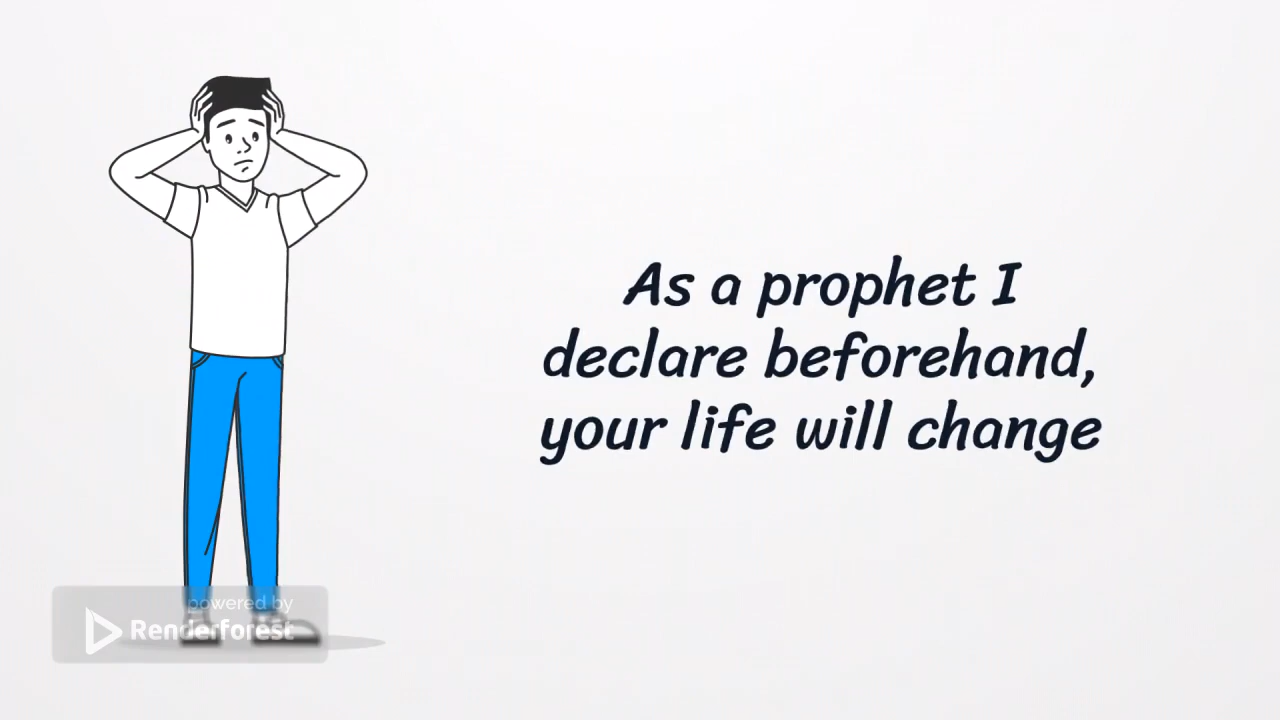 As a prophet I
declare beforehand,
your life will change
powered by
Renderforest